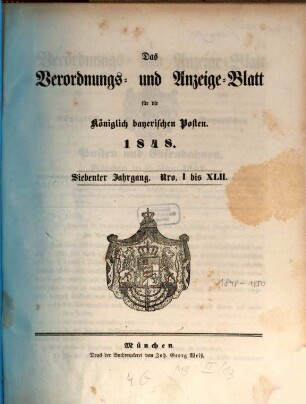 Das
Verordnungs- und Anzeige-Blatt
für die
Königlich bayerischen Posten.
1848.
Siebenter Jahrgang. Nro. I bis XLII.
1848-1850
München
Druck der Buchdruckerei von Joh. Georg Weiß.